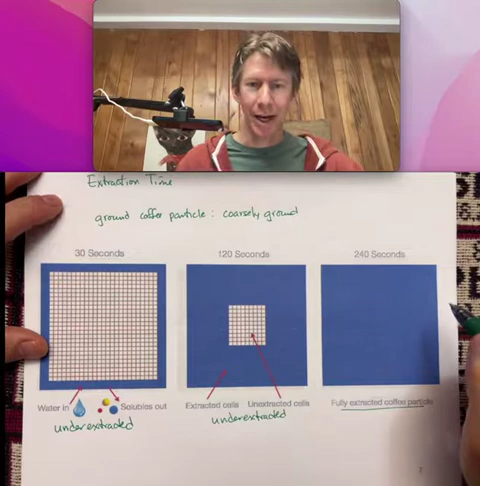 Extraction Time
ground coffee particle: coarsely ground
30 Seconds 120 Seconds 240 Seconds
Water In Solubles out Extracted cells Unextracted cells Fully extracted coffee particle
underextracted underextracted